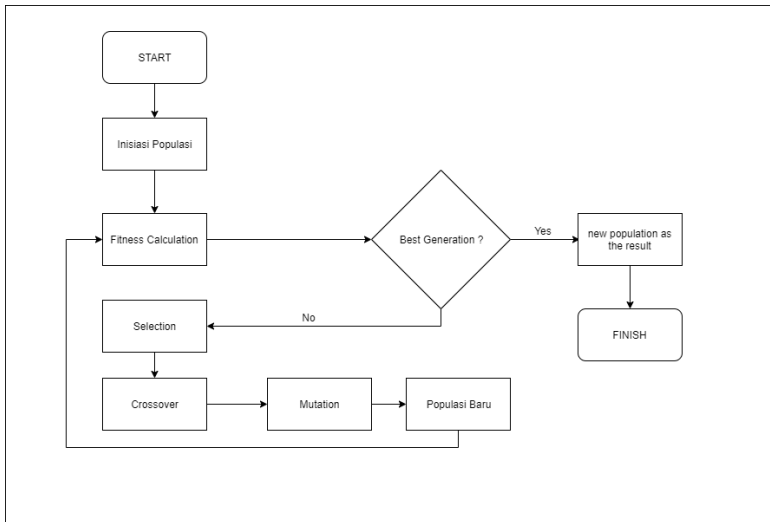 START
Inisiasi Populasi
Fitness Calculation
Best Generation ?
Yes
new population as
the result
FINISH
No
Selection
Crossover
Mutation
Populasi Baru